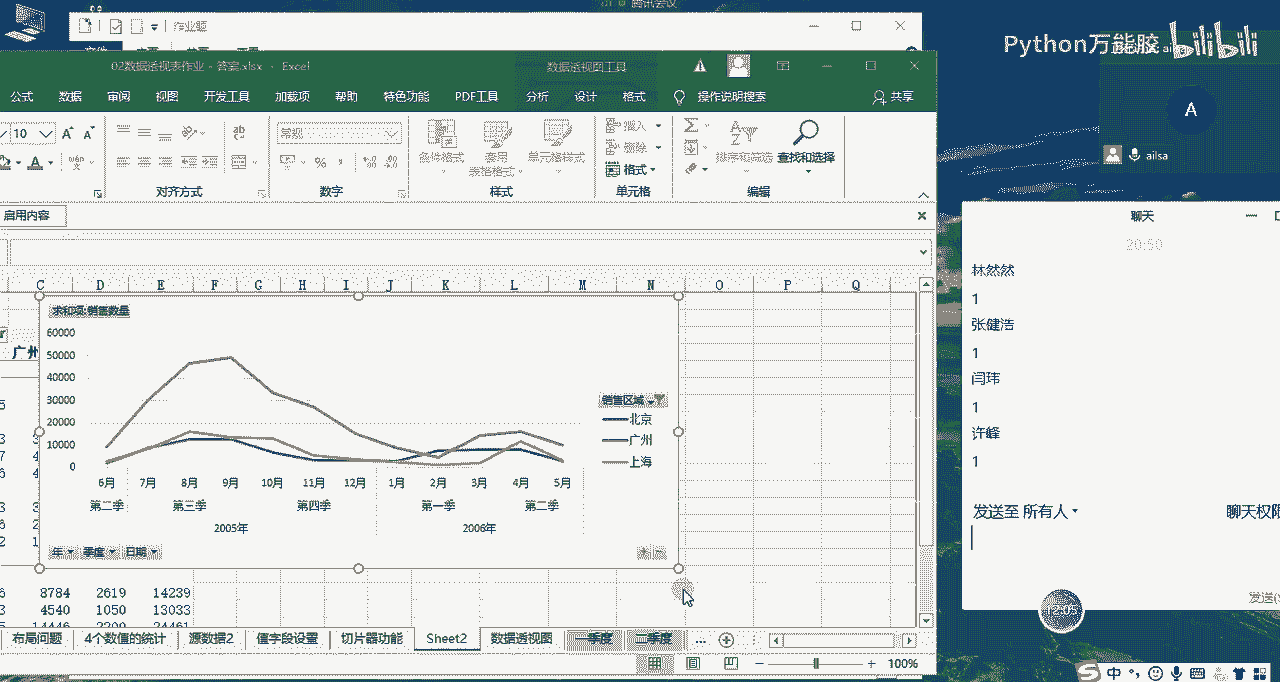 腾讯会议
作业题
Python万能胶
bilibili
02数据透视表作业 - 答案.xlsx - Excel
数据透视图工具
公式 数据 审阅 视图 开发工具 加载项 帮助 特色功能 PDF工具 分析 设计 格式 操作说明搜索 共享
A
ailsa
10 A A 常规 条件格式 套用表格格式 单元格样式 插入 删除 格式 排序和筛选 查找和选择
对齐方式 数字 样式 单元格 编辑
启用内容
C D E F G H I J K L M N O P Q
求和项:销售数量
广州
60000
50000
40000
30000
20000
10000
0
销售区域
北京
广州
上海
6月 7月 8月 9月 10月 11月 12月 1月 2月 3月 4月 5月
第二季 第三季 第四季 第一季 第二季
2005年 2006年
年 季度 日期
8784 2619 14239
4540 1050 13033
布局问题 4个数值的统计 源数据2 值字段设置 切片器功能 Sheet2 数据透视图 一季度 二季度 ...
100%
聊天
20:50
林然然
1
张健浩
1
闫玮
1
许峰
1
发送至 所有人
聊天权限
12:05
中